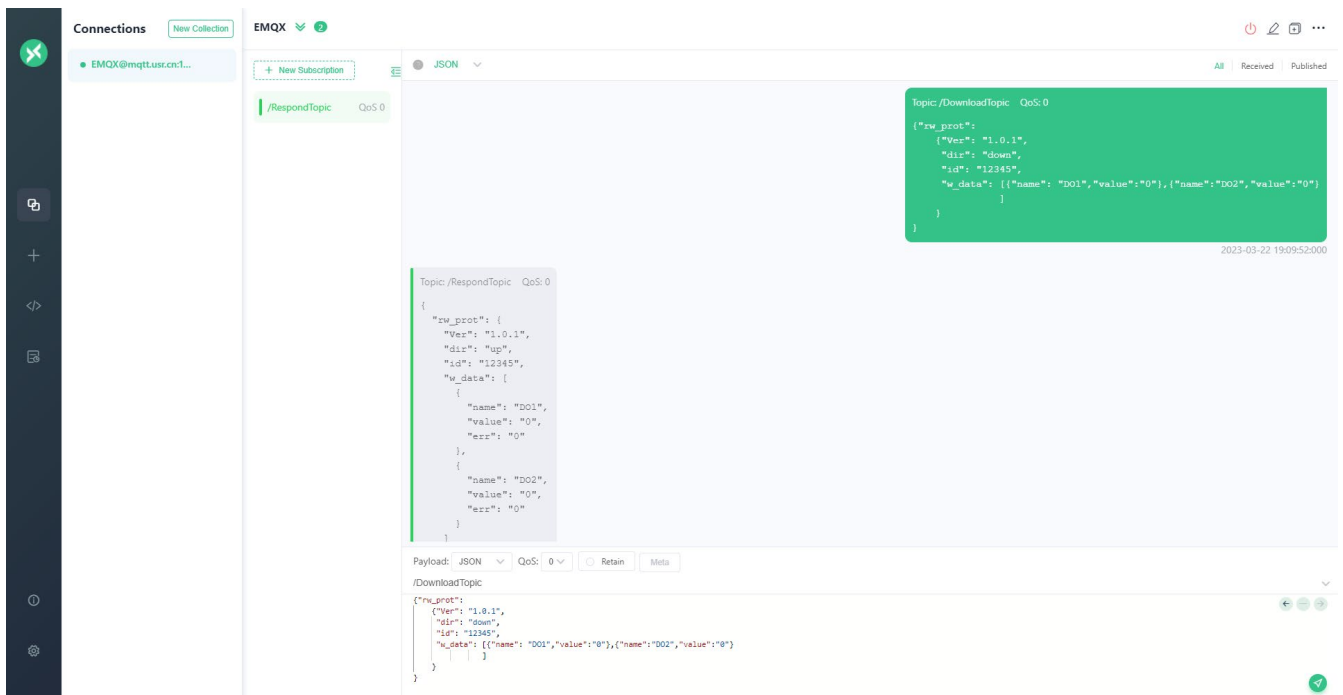 Connections
New Collection
EMQX 2
EMQX@mqtt.usr.cn:1...
+ New Subscription
/RespondTopic QoS 0
JSON
All Received Published
Topic: /DownloadTopic QoS: 0
{"rw_prot":
{"Ver": "1.0.1",
"dir": "down",
"id": "12345",
"w_data": [{"name": "DO1","value":"0"},{"name":"DO2","value":"0"}
]
}
}
2023-03-22 19:09:52:000
Topic: /RespondTopic QoS: 0
{
"rw_prot": {
"Ver": "1.0.1",
"dir": "up",
"id": "12345",
"w_data": [
{
"name": "DO1",
"value": "0",
"err": "0"
},
{
"name": "DO2",
"value": "0",
"err": "0"
}
]
Payload: JSON QoS: 0 Retain Meta
/DownloadTopic
{"rw_prot":
{"Ver": "1.0.1",
"dir": "down",
"id": "12345",
"w_data": [{"name": "DO1","value":"0"},{"name":"DO2","value":"0"}
]
}
}